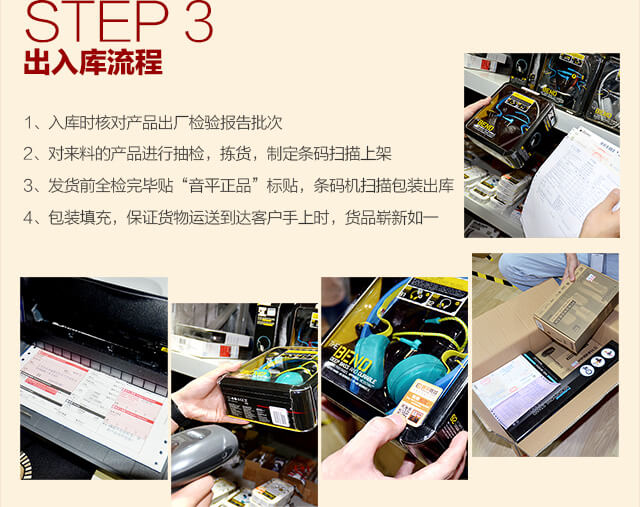 STEP 3
出入库流程
1、入库时核对产品出厂检验报告批次
2、对来料的产品进行抽检，拣货，制定条码扫描上架
3、发货前全检完毕贴“音平正品”标贴，条码机扫描包装出库
4、包装填充，保证货物运送到达客户手上时，货品崭新如一
BEND
THE
BEND